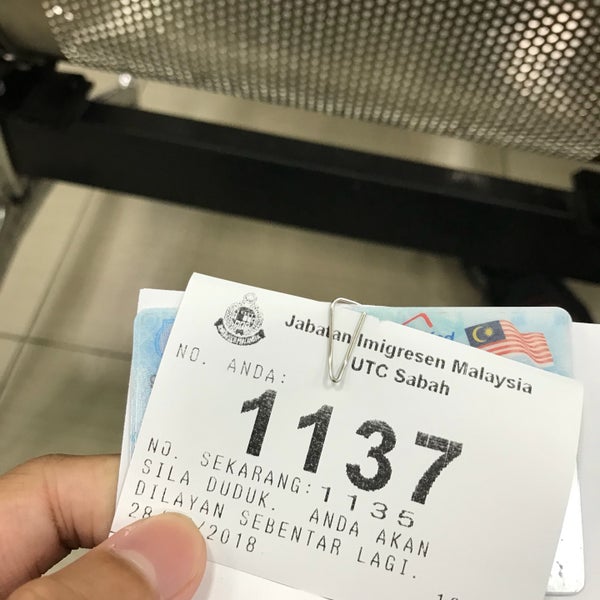 Jabatan Imigresen Malaysia
UTC Sabah
NO. ANDA:
1137
NO. SEKARANG: 1135
SILA DUDUK. ANDA AKAN
DILAYAN SEBENTAR LAGI.
28/ /2018